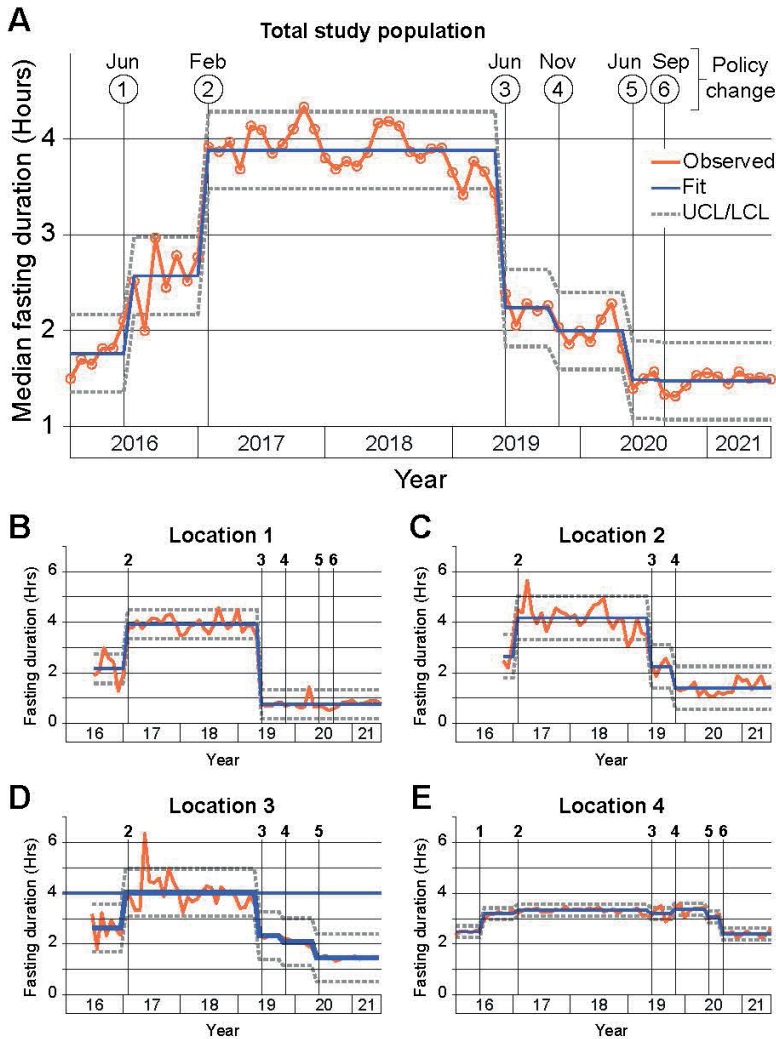 A
Total study population
Jun Feb Jun Nov Jun Sep
1 2 3 4 5 6
Policy
change
Observed
Fit
UCL/LCL
4
3
2
1
Median fasting duration (Hours)
2016 2017 2018 2019 2020 2021
Year
B
Location 1
2 3 4 5 6
6
4
2
0
Fasting duration (Hrs)
16 17 18 19 20 21
Year
C
Location 2
2 3 4
6
4
2
0
Fasting duration (Hrs)
16 17 18 19 20 21
Year
D
Location 3
2 3 4 5
6
4
2
0
Fasting duration (Hrs)
16 17 18 19 20 21
Year
E
Location 4
1 2 3 4 5 6
6
4
2
0
Fasting duration (Hrs)
16 17 18 19 20 21
Year